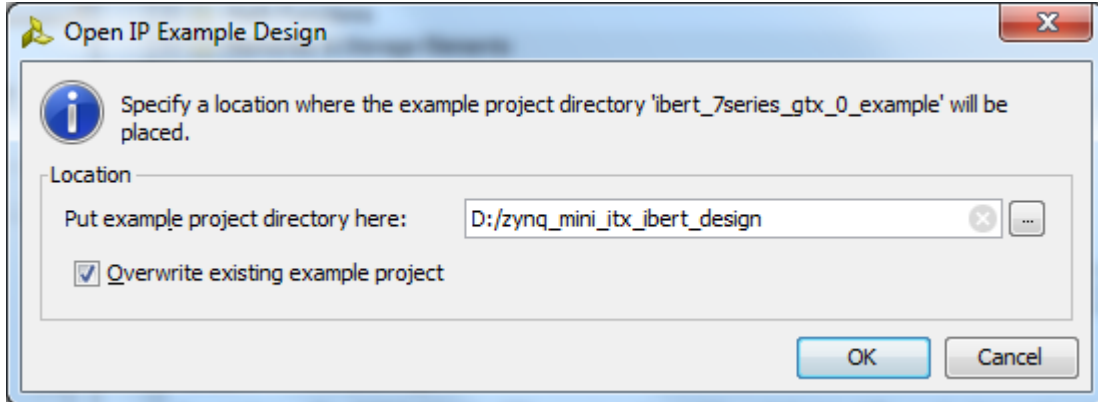 Open IP Example Design
Specify a location where the example project directory 'ibert_7series_gtx_0_example' will be
placed.
Location
Put example project directory here: D:/zynq_mini_itx_ibert_design ...
Overwrite existing example project
OK Cancel